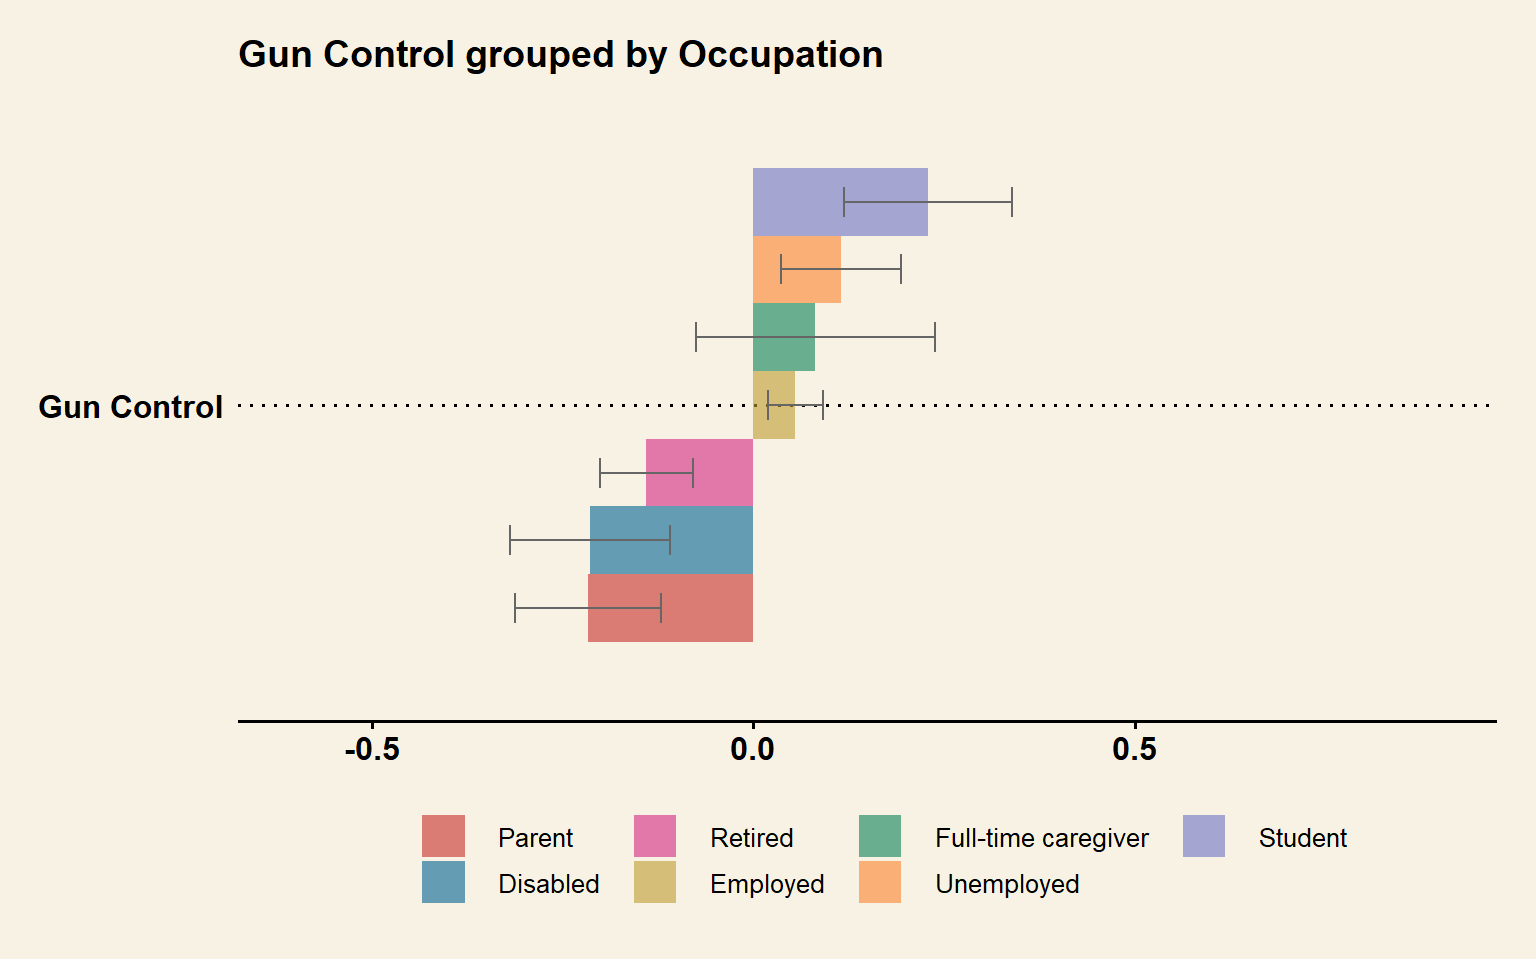 Gun Control grouped by Occupation
Gun Control
-0.5 0.0 0.5
Parent Retired Full-time caregiver Student
Disabled Employed Unemployed